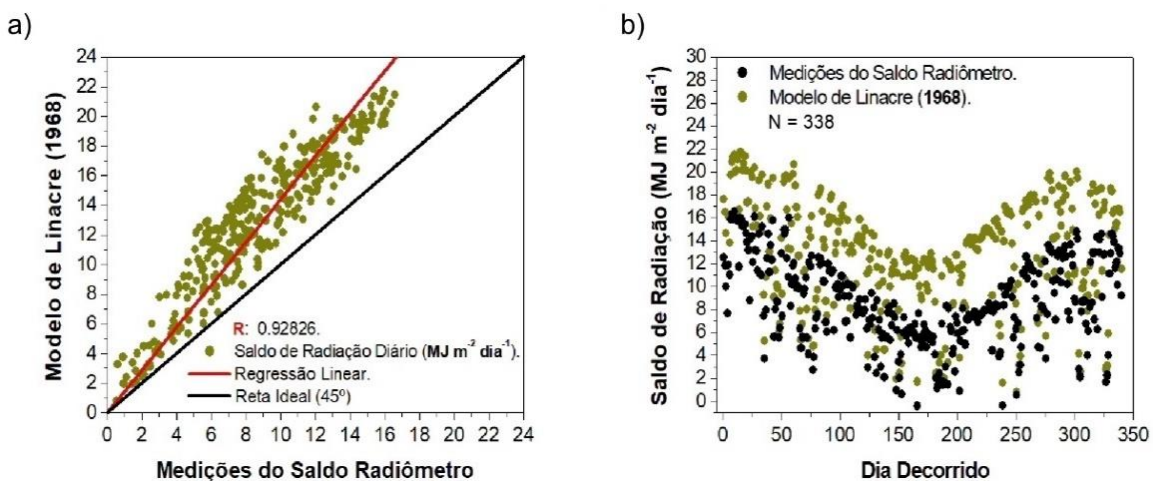 a)
24
22
20
18
16
14
12
10
8
6
4
2
0
Modelo de Linacre (1968)
R: 0.92826.
Saldo de Radiação Diário (MJ m⁻² dia⁻¹).
Regressão Linear.
Reta Ideal (45º)
0 2 4 6 8 10 12 14 16 18 20 22 24
Medições do Saldo Radiômetro
b)
30
28
26
24
22
20
18
16
14
12
10
8
6
4
2
0
Saldo de Radiação (MJ m⁻² dia⁻¹)
Medições do Saldo Radiômetro.
Modelo de Linacre (1968).
N = 338
0 50 100 150 200 250 300 350
Dia Decorrido